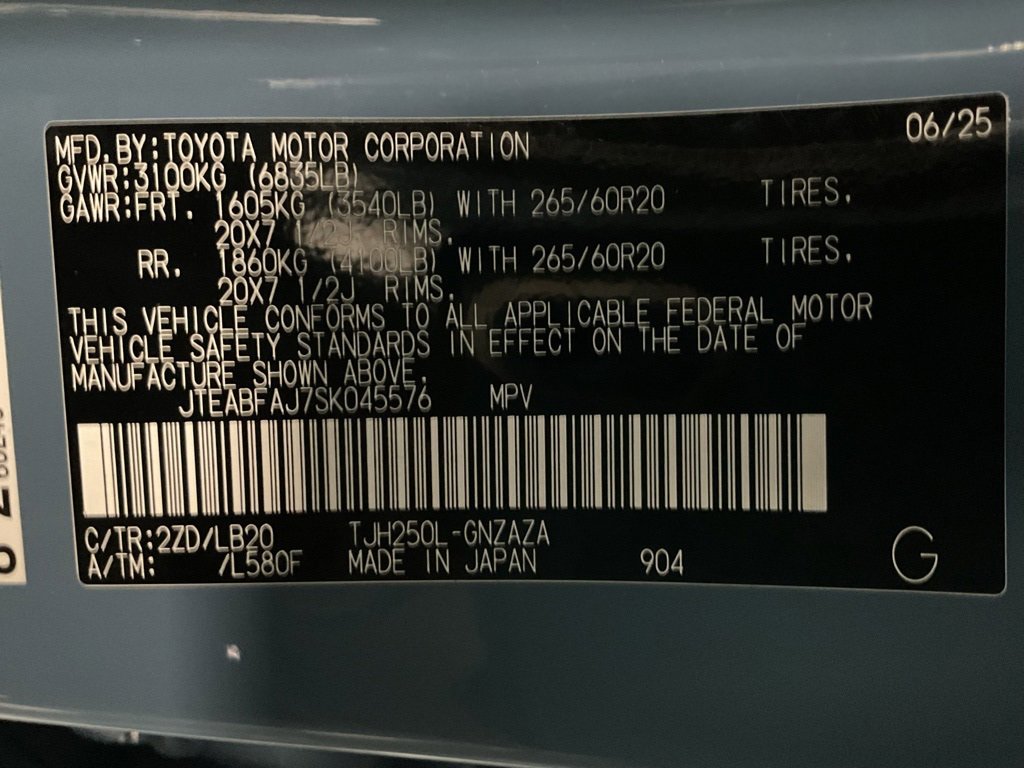 06/25
MFD.BY:TOYOTA MOTOR CORPORATION
GVWR:3100KG (6835LB)
GAWR:FRT. 1605KG (3540LB) WITH 265/60R20 TIRES.
20X7 1/2J RIMS.
RR. 1860KG (4100LB) WITH 265/60R20 TIRES.
20X7 1/2J RIMS.
THIS VEHICLE CONFORMS TO ALL APPLICABLE FEDERAL MOTOR
VEHICLE SAFETY STANDARDS IN EFFECT ON THE DATE OF
MANUFACTURE SHOWN ABOVE.
JTEABFAJ7SK045576 MPV
C/TR:2ZD/LB20 TJH250L-GNZAZA
A/TM: /L580F MADE IN JAPAN 904 G